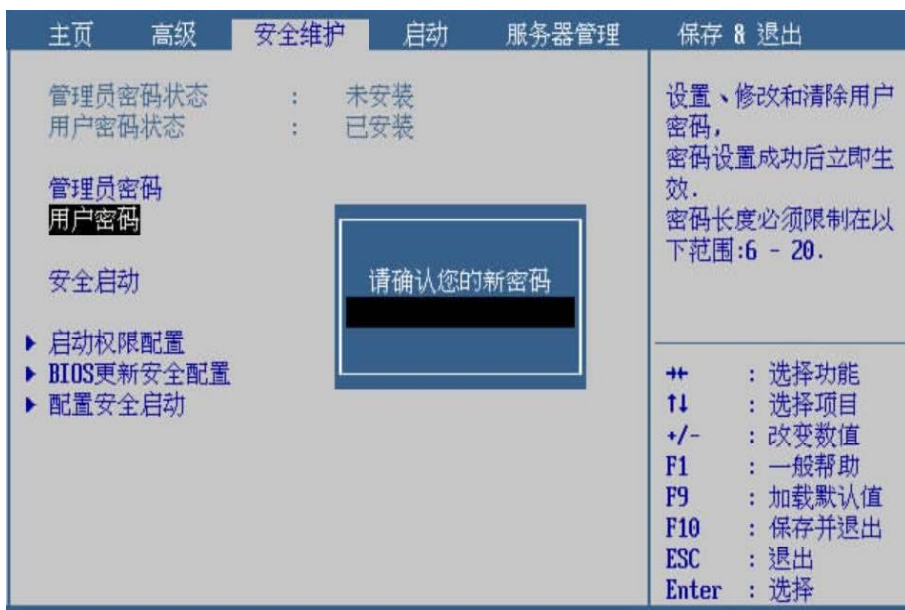 主页 高级 安全维护 启动 服务器管理 保存 & 退出
管理员密码状态 : 未安装
用户密码状态 : 已安装
管理员密码
用户密码
安全启动
启动权限配置
BIOS更新安全配置
配置安全启动
请确认您的新密码
设置、修改和清除用户
密码,
密码设置成功后立即生
效.
密码长度必须限制在以
下范围:6 - 20.
→← : 选择功能
↑↓ : 选择项目
+/- : 改变数值
F1 : 一般帮助
F9 : 加载默认值
F10 : 保存并退出
ESC : 退出
Enter : 选择